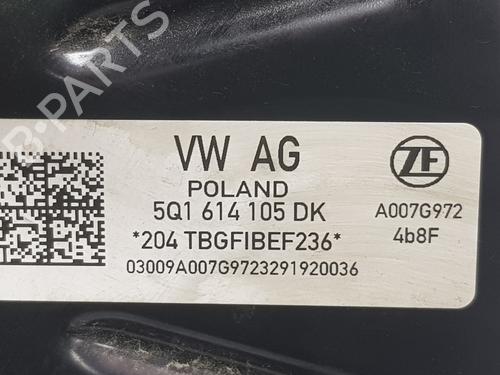 B-PARTS
VW AG
POLAND
5Q1 614 105 DK
*204 TBGFIBEF236*
03009A007G9723291920036
ZF
A007G972
4b8F